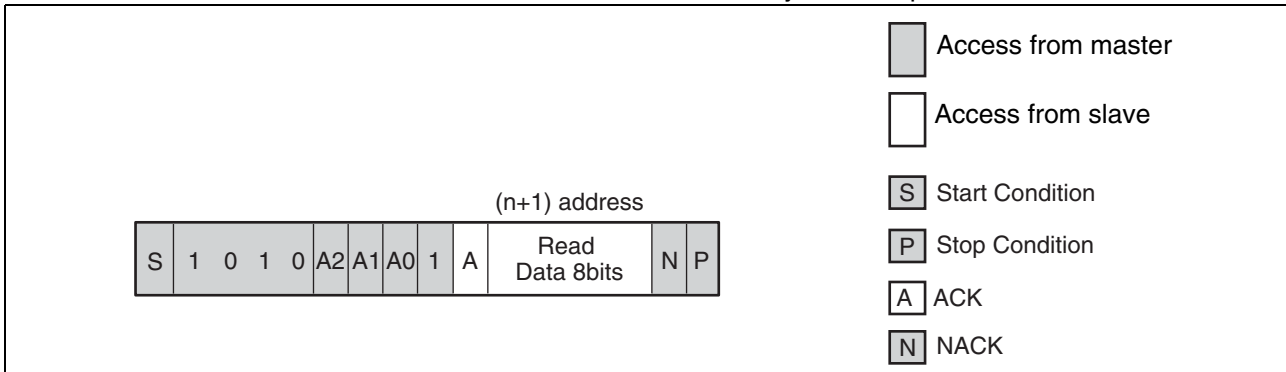 (n+1) address
S 1 0 1 0 A2 A1 A0 1 A Read Data 8bits N P
Access from master
Access from slave
S Start Condition
P Stop Condition
A ACK
N NACK